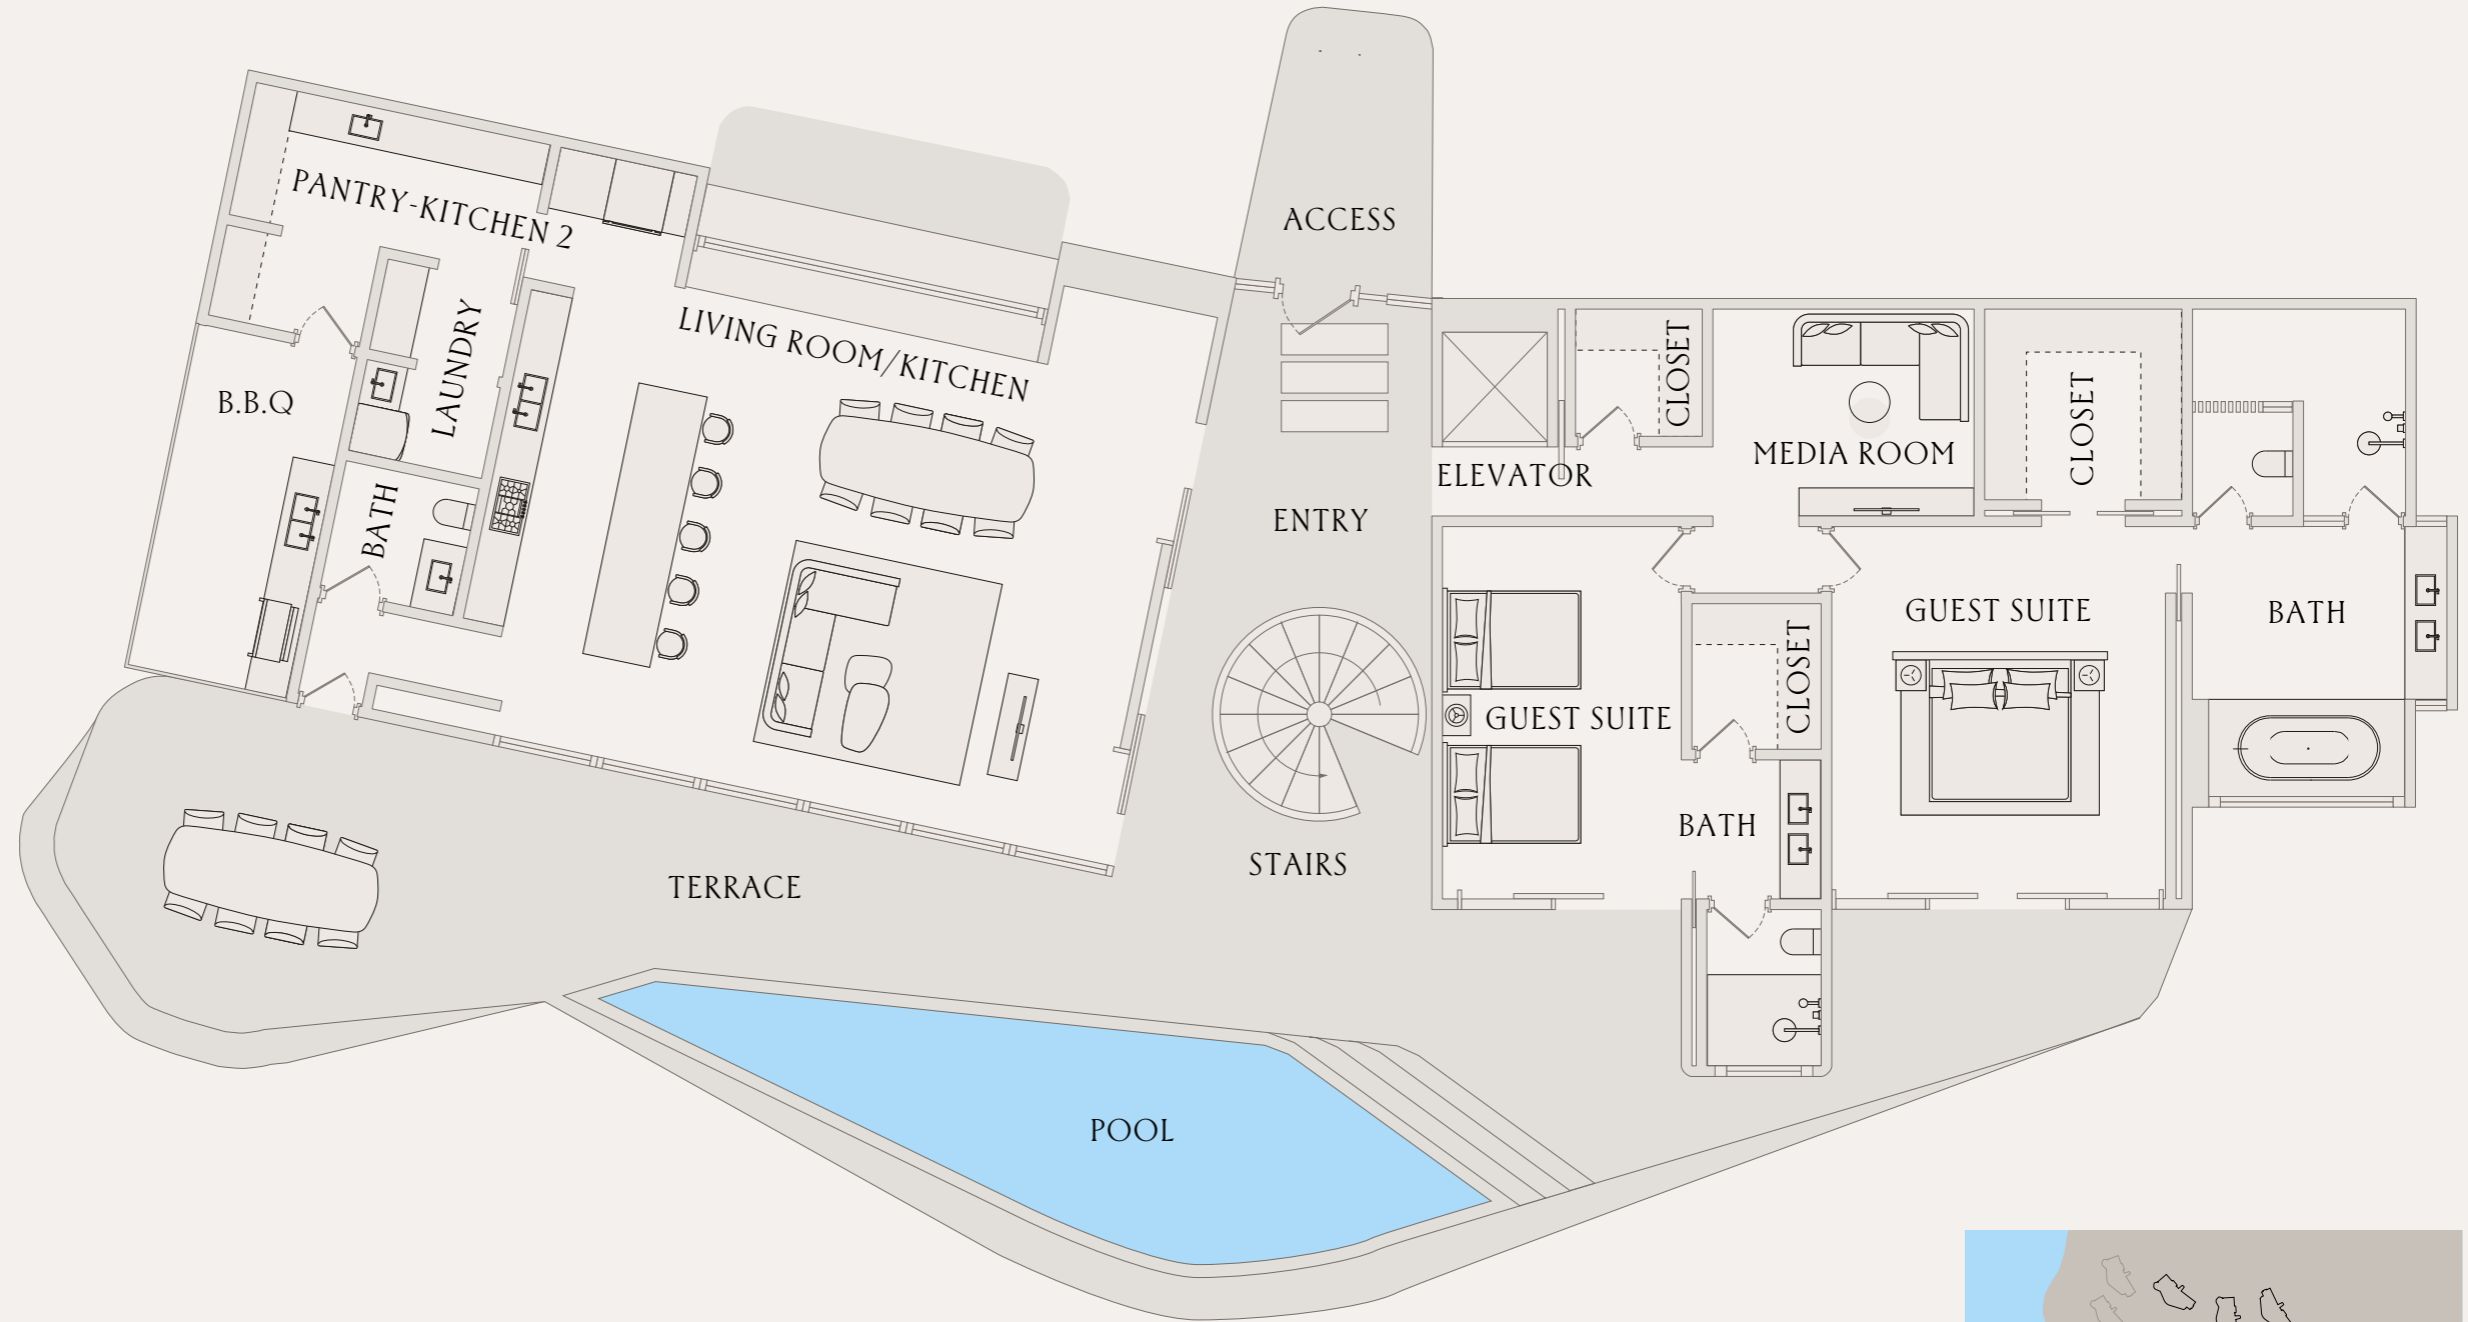 ACCESS
PANTRY-KITCHEN 2
LIVING ROOM/KITCHEN
LAUNDRY
B.B.Q
BATH
CLOSET
MEDIA ROOM
CLOSET
ELEVATOR
ENTRY
GUEST SUITE
BATH
CLOSET
GUEST SUITE
BATH
STAIRS
TERRACE
POOL